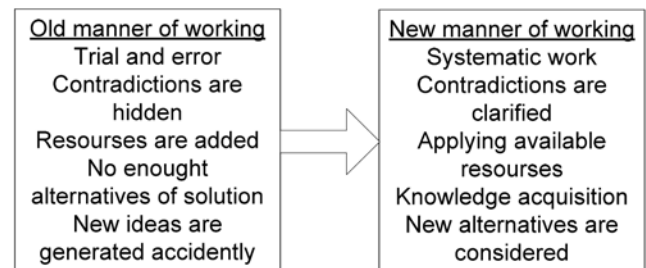 Old manner of working
Trial and error
Contradictions are
hidden
Resourses are added
No enought
alternatives of solution
New ideas are
generated accidently
New manner of working
Systematic work
Contradictions are
clarified
Applying available
resourses
Knowledge acquisition
New alternatives are
considered